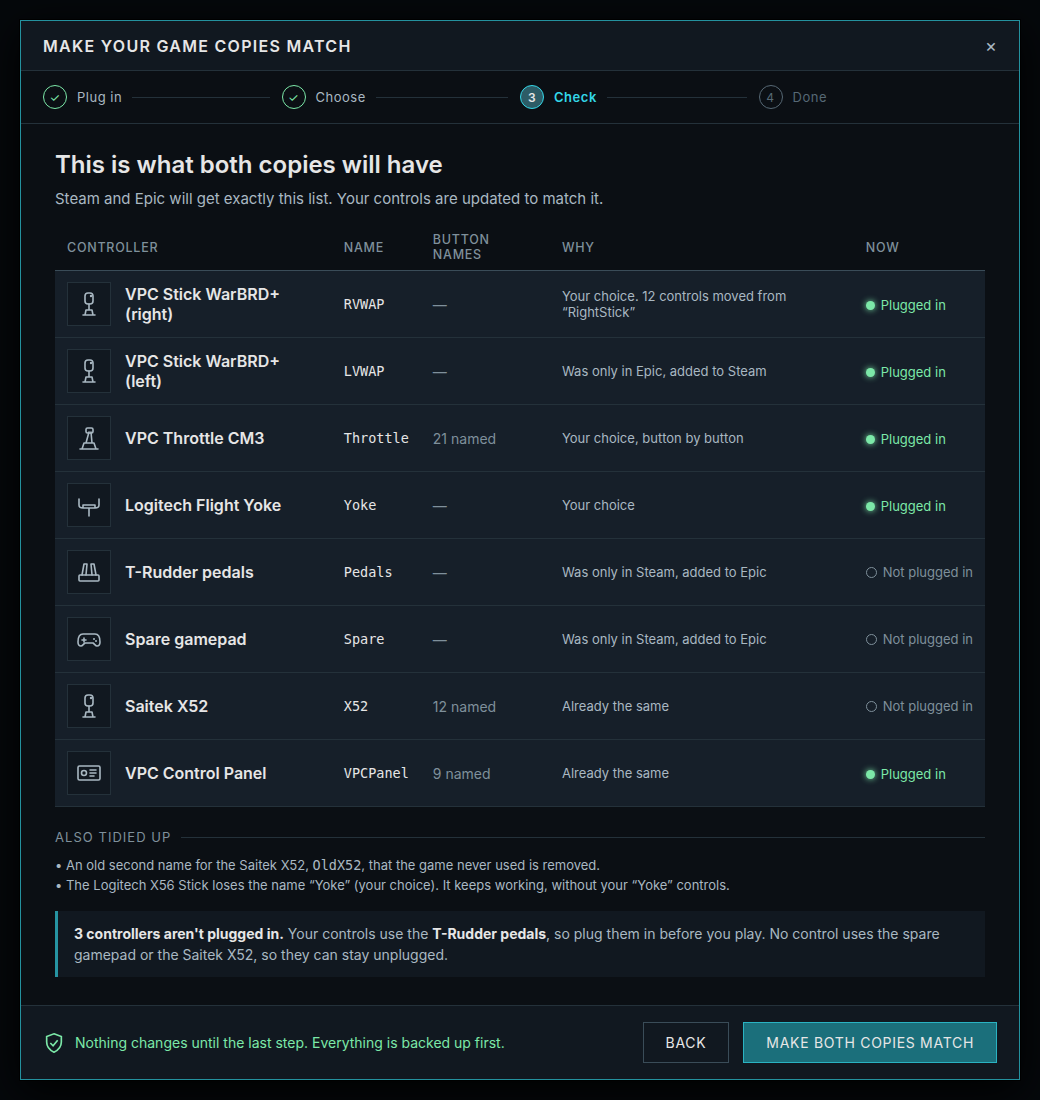 MAKE YOUR GAME COPIES MATCH
×
Plug in
Choose
3 Check
4 Done
This is what both copies will have
Steam and Epic will get exactly this list. Your controls are updated to match it.
CONTROLLER NAME BUTTON NAMES WHY NOW
VPC Stick WarBRD+ (right) RVWAP — Your choice. 12 controls moved from “RightStick” Plugged in
VPC Stick WarBRD+ (left) LVWAP — Was only in Epic, added to Steam Plugged in
VPC Throttle CM3 Throttle 21 named Your choice, button by button Plugged in
Logitech Flight Yoke Yoke — Your choice Plugged in
T-Rudder pedals Pedals — Was only in Steam, added to Epic Not plugged in
Spare gamepad Spare — Was only in Steam, added to Epic Not plugged in
Saitek X52 X52 12 named Already the same Not plugged in
VPC Control Panel VPCPanel 9 named Already the same Plugged in
ALSO TIDIED UP
• An old second name for the Saitek X52, OldX52, that the game never used is removed.
• The Logitech X56 Stick loses the name “Yoke” (your choice). It keeps working, without your “Yoke” controls.
3 controllers aren't plugged in. Your controls use the T-Rudder pedals, so plug them in before you play. No control uses the spare
gamepad or the Saitek X52, so they can stay unplugged.
Nothing changes until the last step. Everything is backed up first.
BACK
MAKE BOTH COPIES MATCH